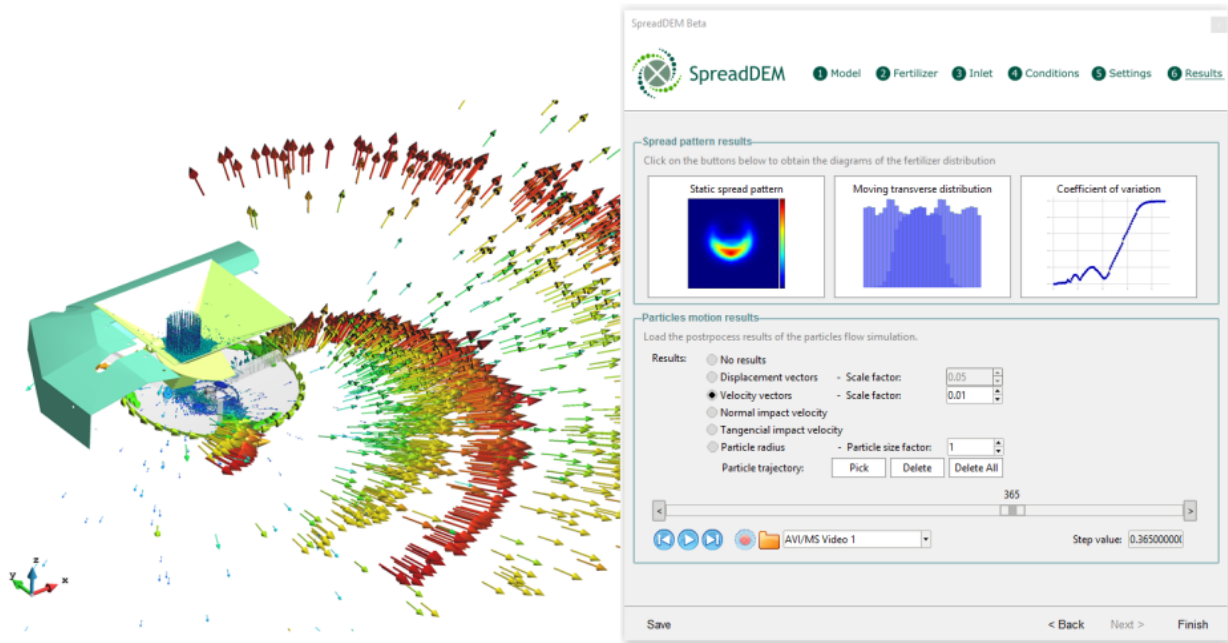 SpreadDEM Beta
SpreadDEM
1 Model 2 Fertilizer 3 Inlet 4 Conditions 5 Settings 6 Results
Spread pattern results
Click on the buttons below to obtain the diagrams of the fertilizer distribution
Static spread pattern Moving transverse distribution Coefficient of variation
Particles motion results
Load the postprocess results of the particles flow simulation.
Results: No results
Displacement vectors - Scale factor: 0.05
Velocity vectors - Scale factor: 0.01
Normal impact velocity
Tangencial impact velocity
Particle radius - Particle size factor: 1
Particle trajectory: Pick Delete Delete All
365
< >
AVI/MS Video 1 Step value: 0.36500000(
z
y x
Save < Back Next > Finish